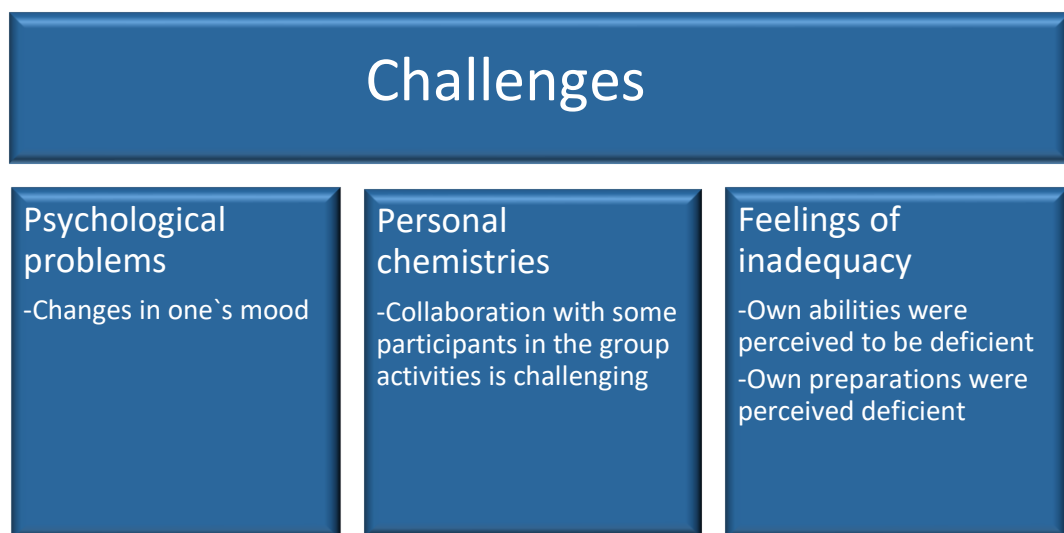 Challenges
Psychological
problems
-Changes in one`s mood
Personal
chemistries
-Collaboration with some
participants in the group
activities is challenging
Feelings of
inadequacy
-Own abilities were
perceived to be deficient
-Own preparations were
perceived deficient